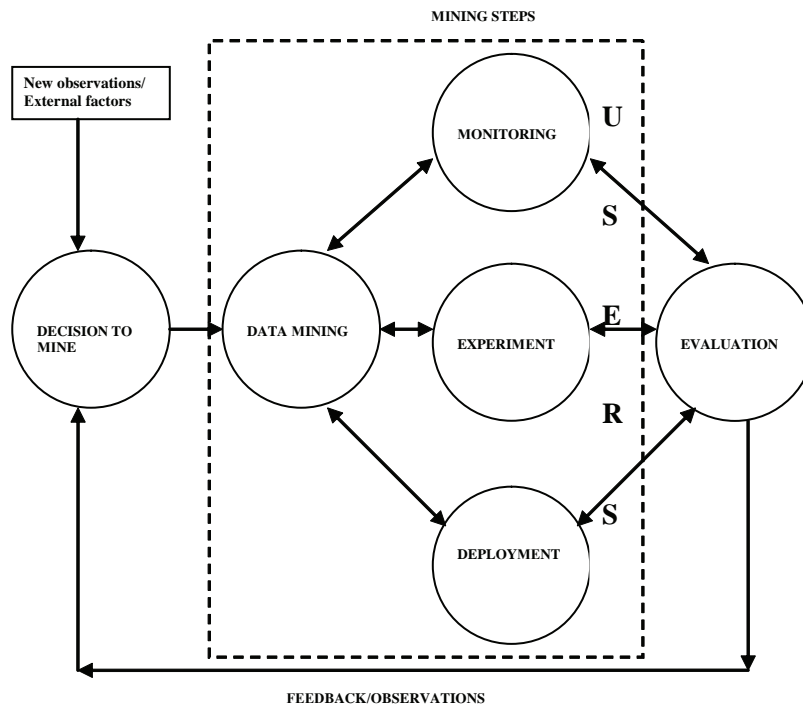 MINING STEPS
New observations/
External factors
MONITORING
U
S
E
R
S
DECISION TO
MINE
DATA MINING
EXPERIMENT
EVALUATION
DEPLOYMENT
FEEDBACK/OBSERVATIONS